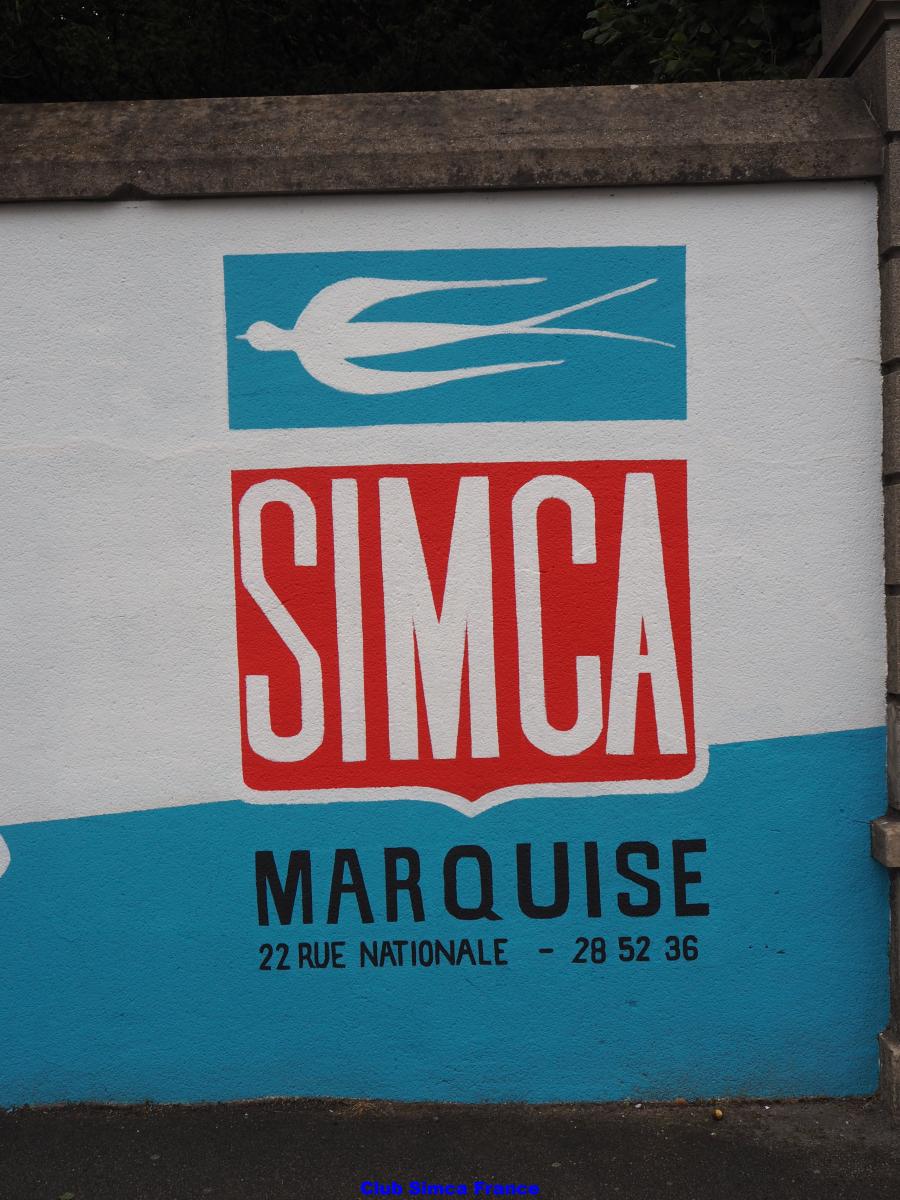 SIMCA
MARQUISE
22 RUE NATIONALE - 28 52 36
Club Simca France